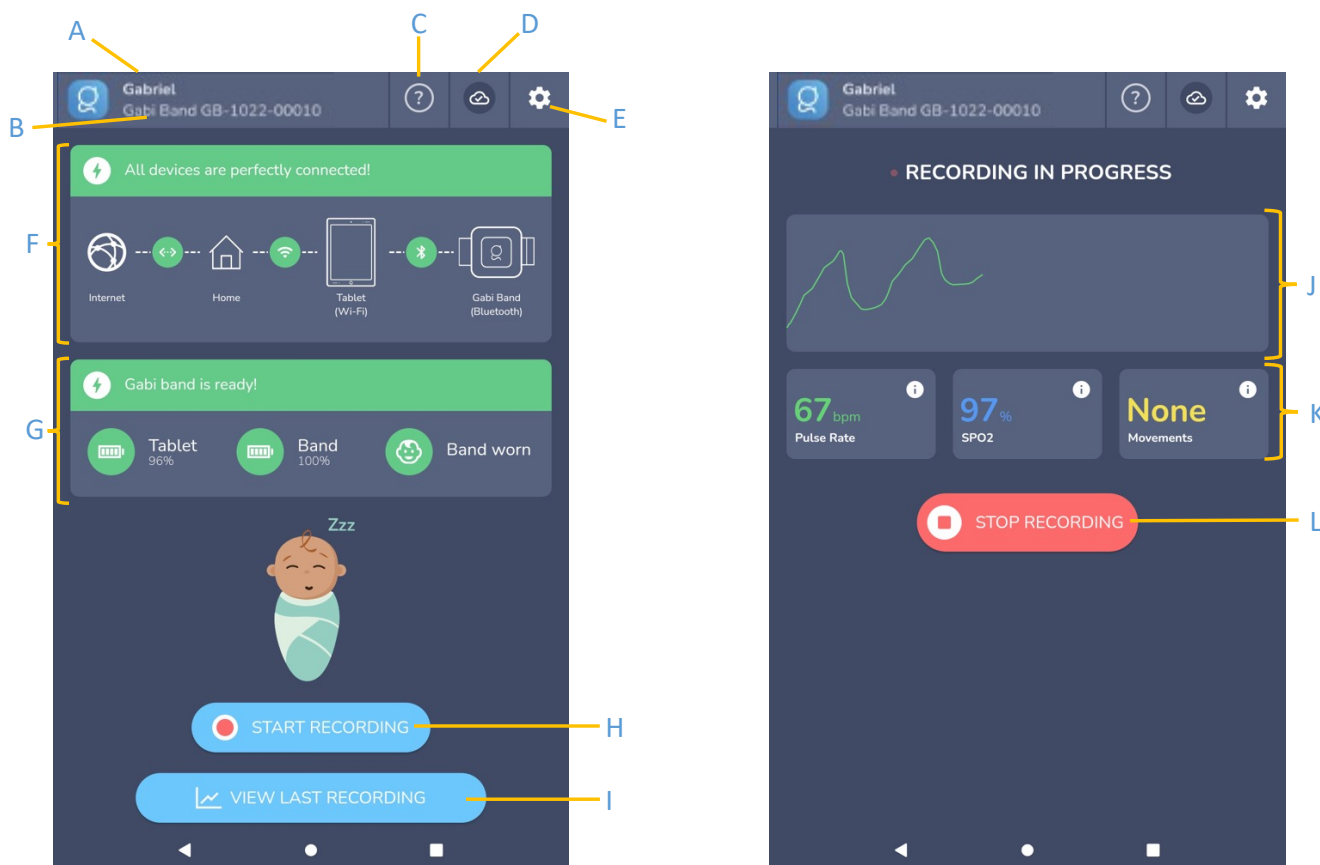 A
C
D
Gabriel
Gabi Band GB-1022-00010
?
B
E
All devices are perfectly connected!
F
Internet
Home
Tablet
(Wi-Fi)
Gabi Band
(Bluetooth)
Gabi band is ready!
G
Tablet
96%
Band
100%
Band worn
Zzz
START RECORDING
H
VIEW LAST RECORDING
I
Gabriel
Gabi Band GB-1022-00010
?
RECORDING IN PROGRESS
J
67 bpm
Pulse Rate
i
97 %
SPO2
i
None
Movements
i
K
STOP RECORDING
L